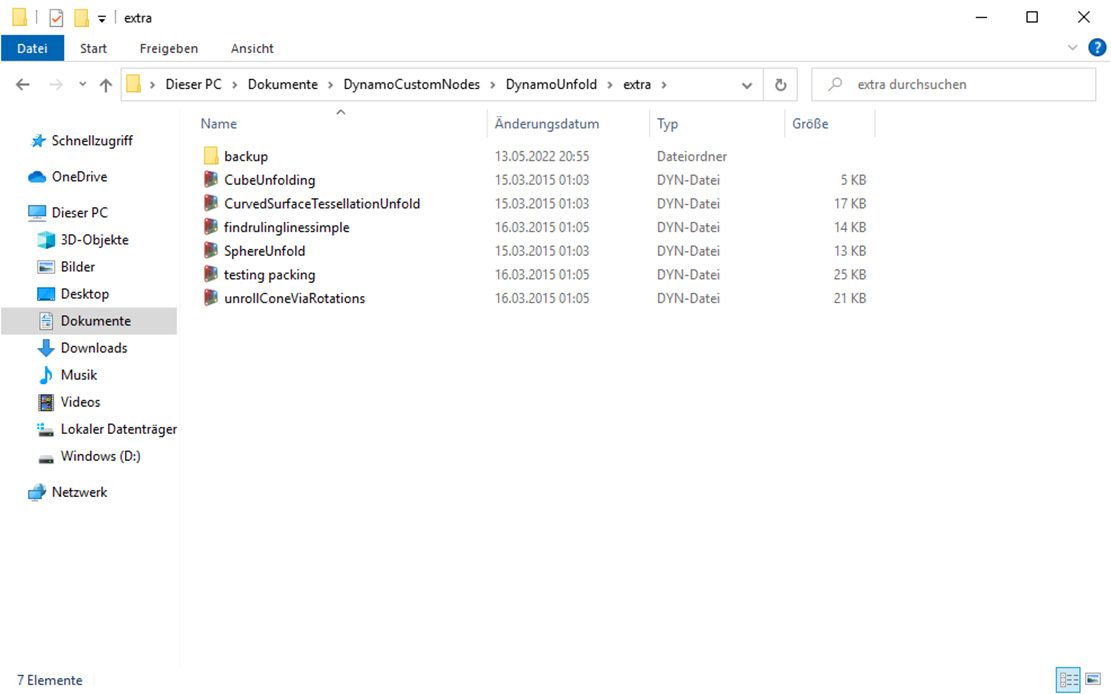 extra
Datei Start Freigeben Ansicht ?
Dieser PC Dokumente DynamoCustomNodes DynamoUnfold extra extra durchsuchen
Name Änderungsdatum Typ Größe
Schnellzugriff
OneDrive
Dieser PC
3D-Objekte
Bilder
Desktop
Dokumente
Downloads
Musik
Videos
Lokaler Datenträger
Windows (D:)
Netzwerk
backup 13.05.2022 20:55 Dateiordner
CubeUnfolding 15.03.2015 01:03 DYN-Datei 5 KB
CurvedSurfaceTessellationUnfold 15.03.2015 01:03 DYN-Datei 17 KB
findrulinglinessimple 16.03.2015 01:05 DYN-Datei 14 KB
SphereUnfold 15.03.2015 01:03 DYN-Datei 13 KB
testing packing 16.03.2015 01:05 DYN-Datei 25 KB
unrollConeViaRotations 16.03.2015 01:05 DYN-Datei 21 KB
7 Elemente